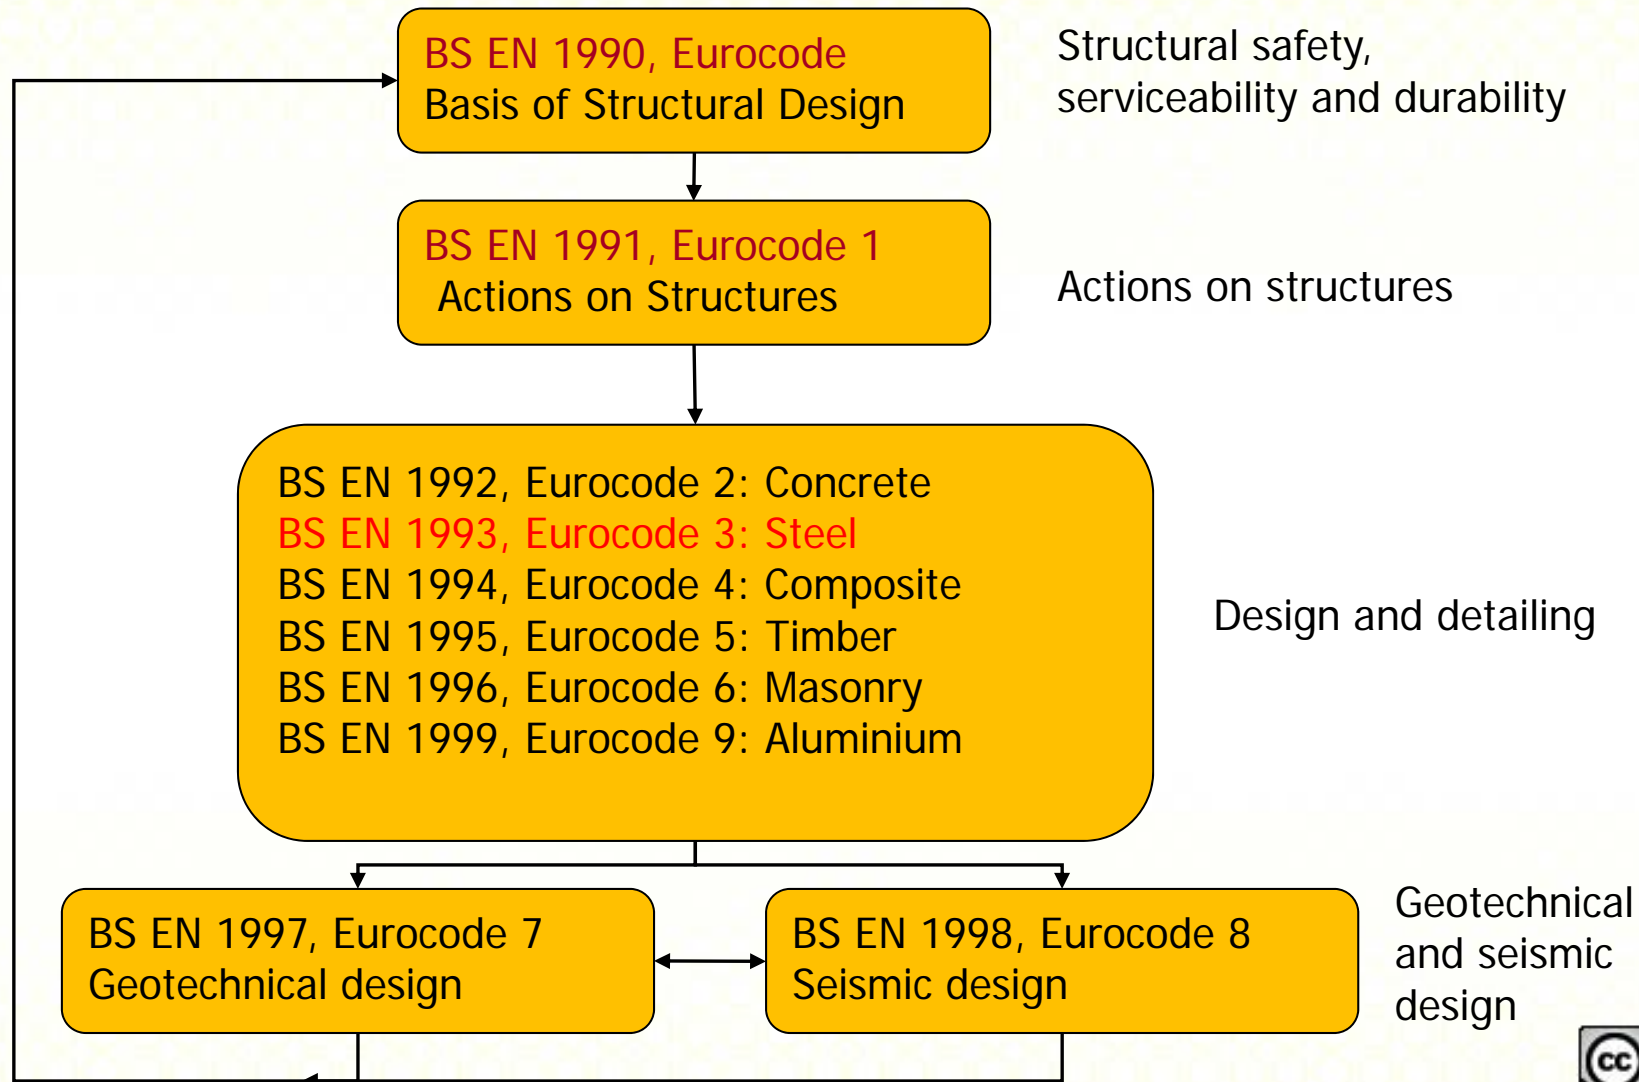 BS EN 1990, Eurocode
Basis of Structural Design
Structural safety,
serviceability and durability
BS EN 1991, Eurocode 1
Actions on Structures
Actions on structures
BS EN 1992, Eurocode 2: Concrete
BS EN 1993, Eurocode 3: Steel
BS EN 1994, Eurocode 4: Composite
BS EN 1995, Eurocode 5: Timber
BS EN 1996, Eurocode 6: Masonry
BS EN 1999, Eurocode 9: Aluminium
Design and detailing
BS EN 1997, Eurocode 7
Geotechnical design
BS EN 1998, Eurocode 8
Seismic design
Geotechnical
and seismic
design
cc